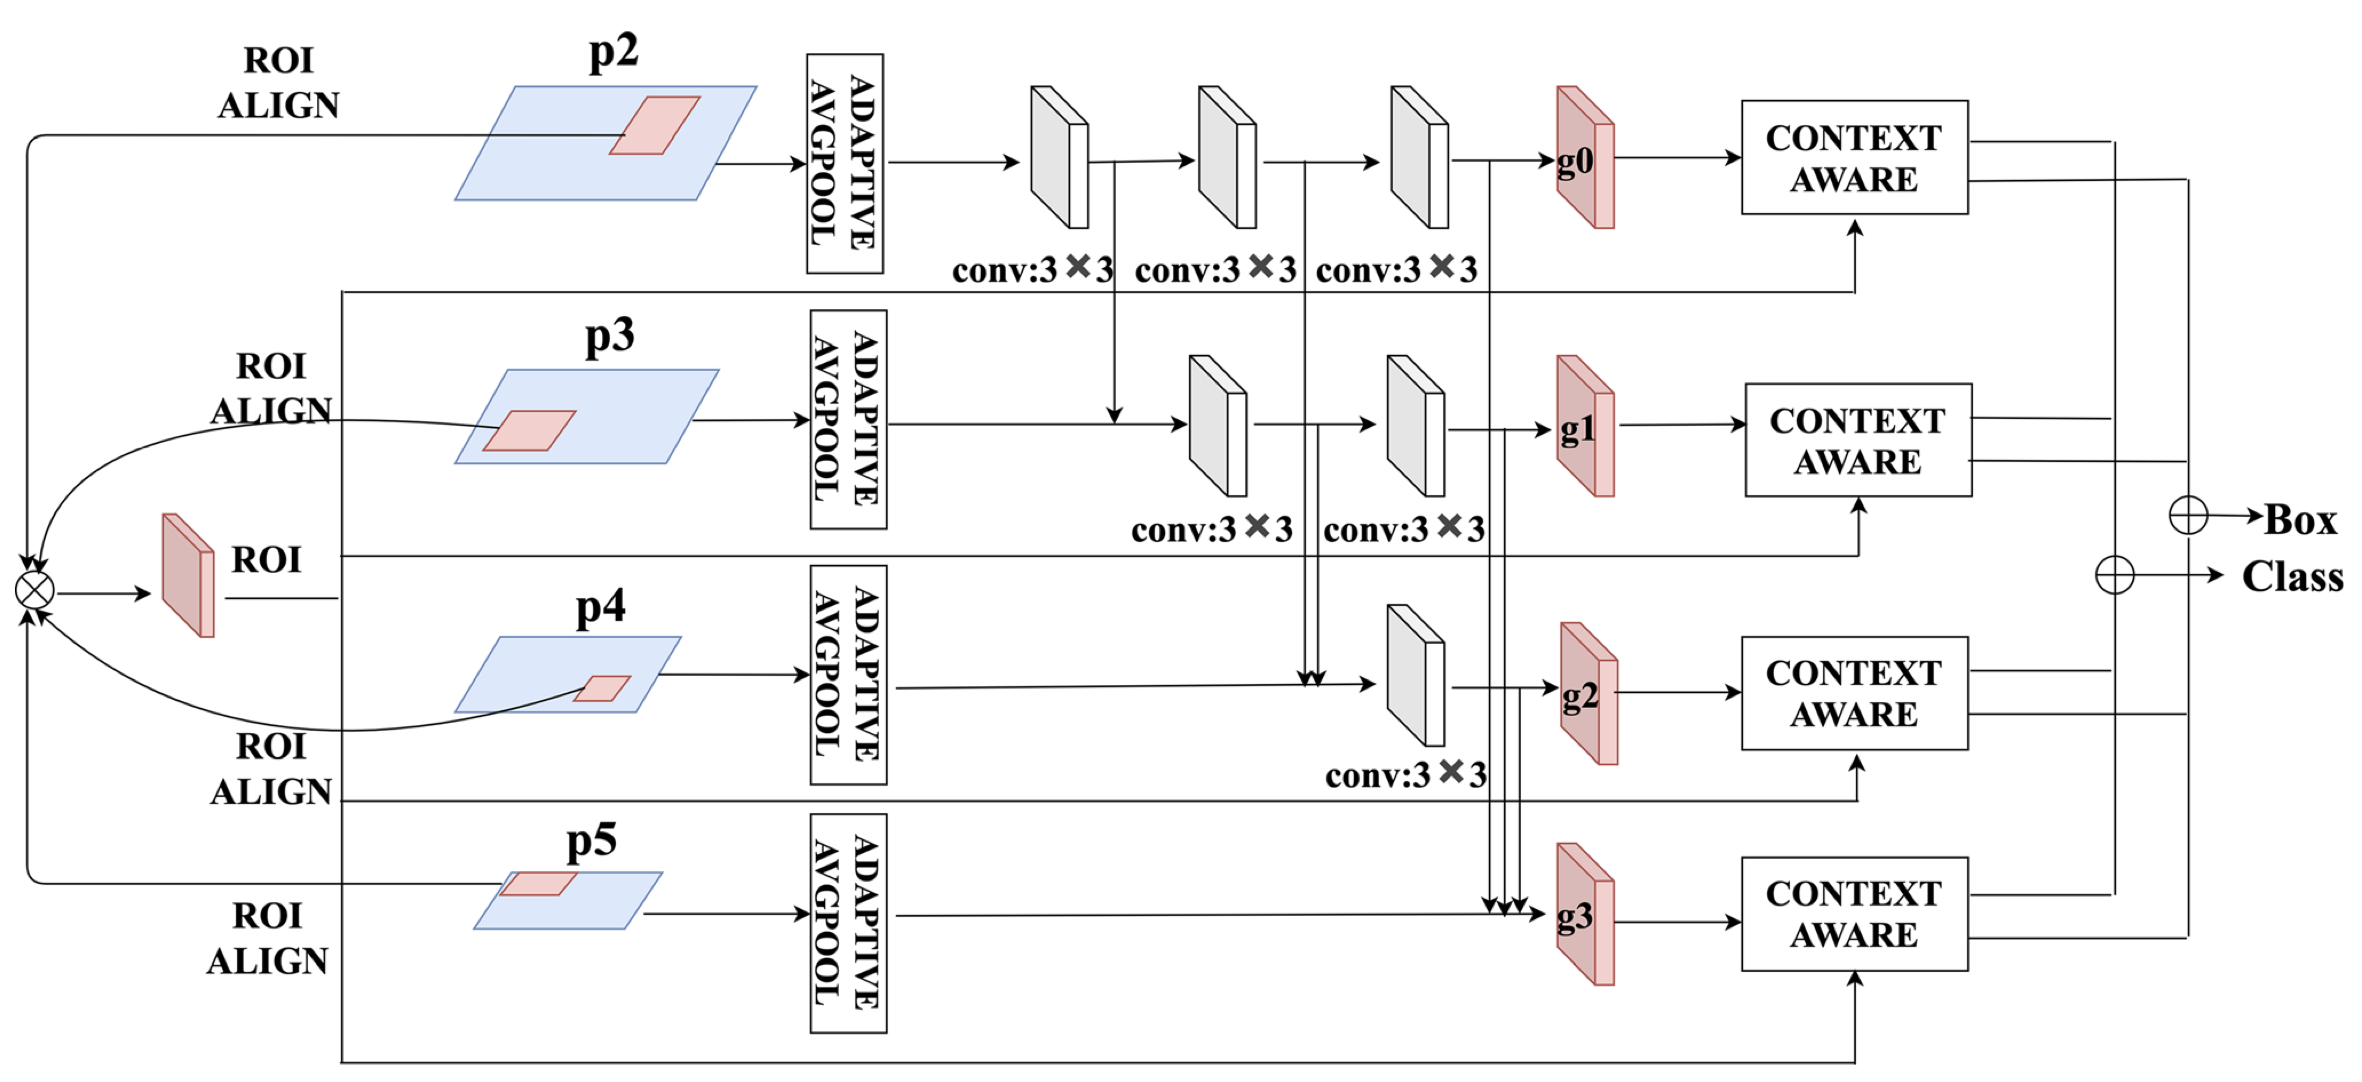 ROI
ALIGN
p2
ADAPTIVE
AVGPOOL
g0
CONTEXT
AWARE
conv:3×3
conv:3×3
conv:3×3
ROI
ALIGN
p3
ADAPTIVE
AVGPOOL
g1
CONTEXT
AWARE
conv:3×3
conv:3×3
Box
Class
ROI
p4
ADAPTIVE
AVGPOOL
g2
CONTEXT
AWARE
ROI
ALIGN
conv:3×3
p5
ADAPTIVE
AVGPOOL
g3
CONTEXT
AWARE
ROI
ALIGN